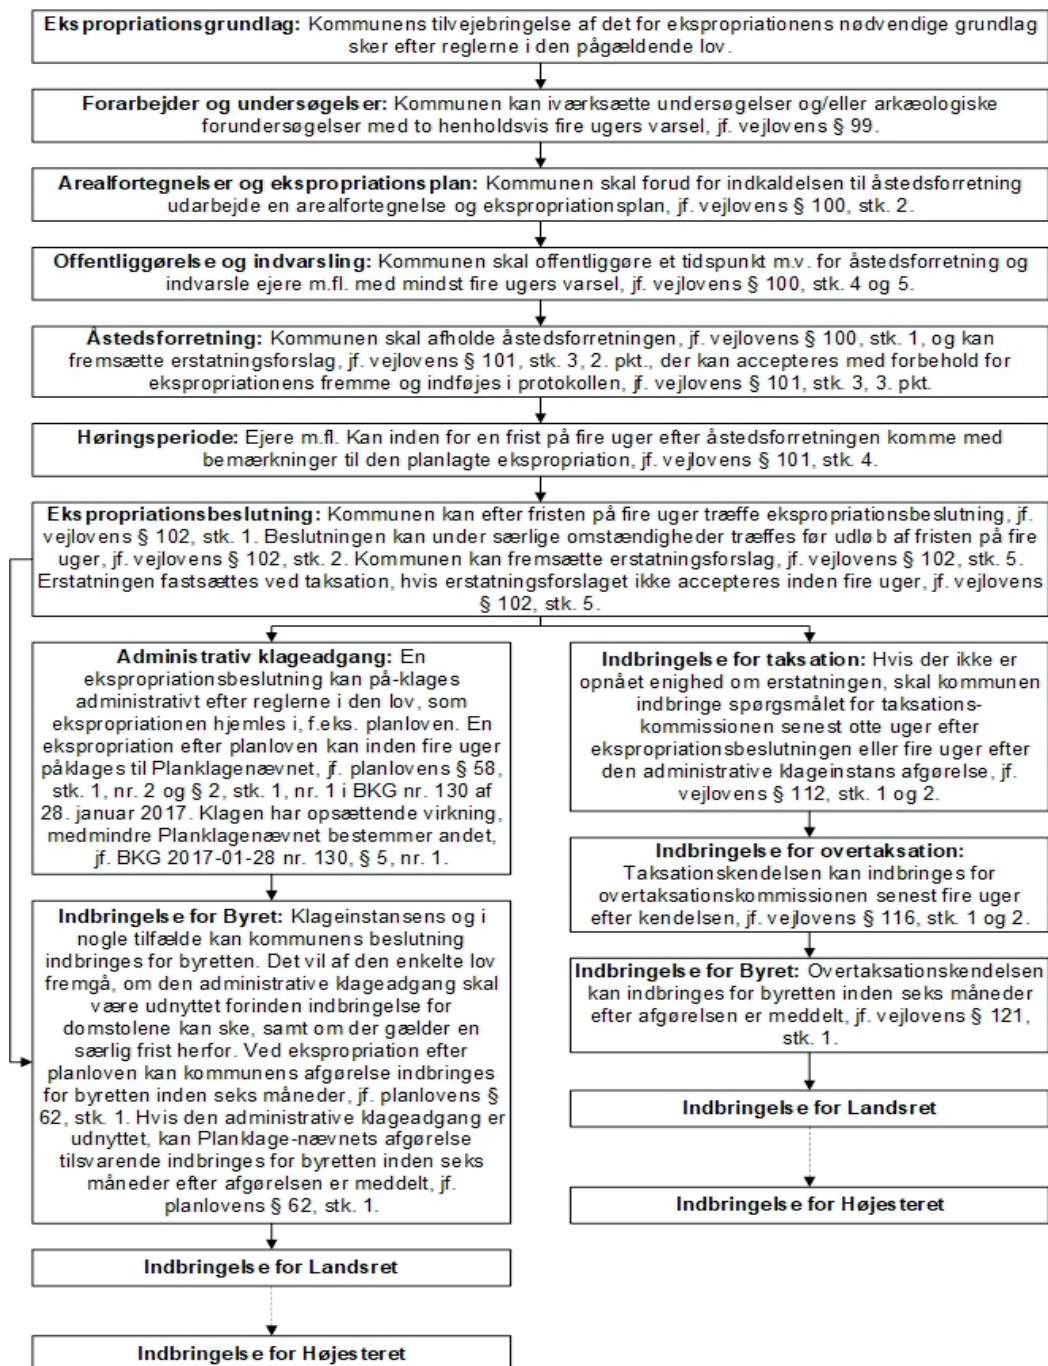 Ekspropriationsgrundlag: Kommunens tilvejebringelse af det for ekspropriationens nødvendige grundlag
sker efter reglerne i den pågældende lov.
Forarbejder og undersøgelser: Kommunen kan iværksætte undersøgelser og/eller arkæologiske
forundersøgelser med to henholdsvis fire ugers varsel, jf. vejlovens § 99.
Arealfortegnelser og ekspropriationsplan: Kommunen skal forud for indkaldelsen til åstedsforretning
udarbejde en arealfortegnelse og ekspropriationsplan, jf. vejlovens § 100, stk. 2.
Offentliggørelse og indvarsling: Kommunen skal offentliggøre et tidspunkt m.v. for åstedsforretning og
indvarsle ejere m.fl. med mindst fire ugers varsel, jf. vejlovens § 100, stk. 4 og 5.
Åstedsforretning: Kommunen skal afholde åstedsforretningen, jf. vejlovens § 100, stk. 1, og kan
fremsætte erstatningsforslag, jf. vejlovens § 101, stk. 3, 2. pkt., der kan accepteres med forbehold for
ekspropriationens fremme og indføjes i protokollen, jf. vejlovens § 101, stk. 3, 3. pkt.
Høringsperiode: Ejere m.fl. Kan inden for en frist på fire uger efter åstedsforretningen komme med
bemærkninger til den planlagte ekspropriation, jf. vejlovens § 101, stk. 4.
Ekspropriationsbeslutning: Kommunen kan efter fristen på fire uger træffe ekspropriationsbeslutning, jf.
vejlovens § 102, stk. 1. Beslutningen kan under særlige omstændigheder træffes før udløb af fristen på fire
uger, jf. vejlovens § 102, stk. 2. Kommunen kan fremsætte erstatningsforslag, jf. vejlovens § 102, stk. 5.
Erstatningen fastsættes ved taksation, hvis erstatningsforslaget ikke accepteres inden fire uger, jf. vejlovens
§ 102, stk. 5.
Administrativ klageadgang: En
ekspropriationsbeslutning kan på-klages
administrativt efter reglerne i den lov, som
ekspropriationen hjemles i, f.eks. planloven. En
ekspropriation efter planloven kan inden fire uger
påklages til Planklagenævnet, jf. planlovens § 58,
stk. 1, nr. 2 og § 2, stk. 1, nr. 1 i BKG nr. 130 af
28. januar 2017. Klagen har opsættende virkning,
medmindre Planklagenævnet bestemmer andet,
jf. BKG 2017-01-28 nr. 130, § 5, nr. 1.
Indbringelse for Byret: Klageinstansens og i
nogle tilfælde kan kommunens beslutning
indbringes for byretten. Det vil af den enkelte lov
fremgå, om den administrative klageadgang skal
være udnyttet forinden indbringelse for
domstolene kan ske, samt om der gælder en
særlig frist herfor. Ved ekspropriation efter
planloven kan kommunens afgørelse indbringes
for byretten inden seks måneder, jf. planlovens §
62, stk. 1. Hvis den administrative klageadgang er
udnyttet, kan Planklage-nævnets afgørelse
tilsvarende indbringes for byretten inden seks
måneder efter afgørelsen er meddelt, jf.
planlovens § 62, stk. 1.
Indbringelse for Landsret
Indbringelse for Højesteret
Indbringelse for taksation: Hvis der ikke er
opnået enighed om erstatningen, skal kommunen
indbringe spørgsmålet for taksations-
kommissionen senest otte uger efter
ekspropriationsbeslutningen eller fire uger efter
den administrative klageinstans afgørelse, jf.
vejlovens § 112, stk. 1 og 2.
Indbringelse for overtaksation:
Taksationskendelsen kan indbringes for
overtaksationskommissionen senest fire uger
efter kendelsen, jf. vejlovens § 116, stk. 1 og 2.
Indbringelse for Byret: Overtaksationskendelsen
kan indbringes for byretten inden seks måneder
efter afgørelsen er meddelt, jf. vejlovens § 121,
stk. 1.
Indbringelse for Landsret
Indbringelse for Højesteret